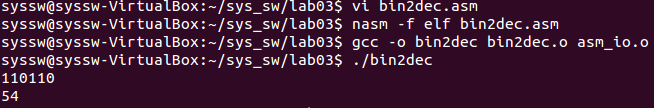 syssw@syssw-VirtualBox:~/sys_sw/lab03$ vi bin2dec.asm
syssw@syssw-VirtualBox:~/sys_sw/lab03$ nasm -f elf bin2dec.asm
syssw@syssw-VirtualBox:~/sys_sw/lab03$ gcc -o bin2dec bin2dec.o asm_io.o
syssw@syssw-VirtualBox:~/sys_sw/lab03$ ./bin2dec
110110
54